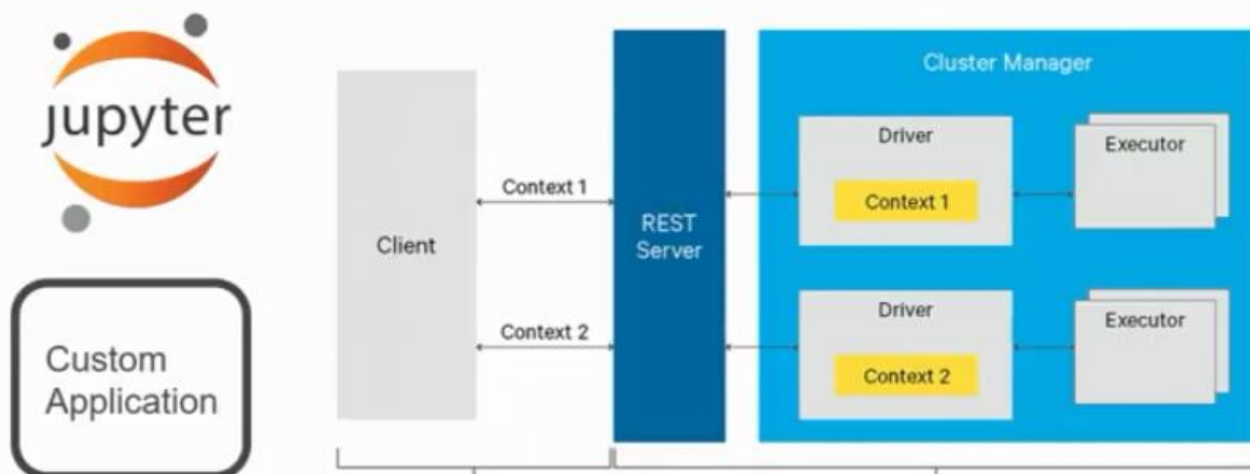 jupyter
Custom
Application
Client
Context 1
Context 2
REST
Server
Cluster Manager
Driver
Context 1
Executor
Driver
Context 2
Executor